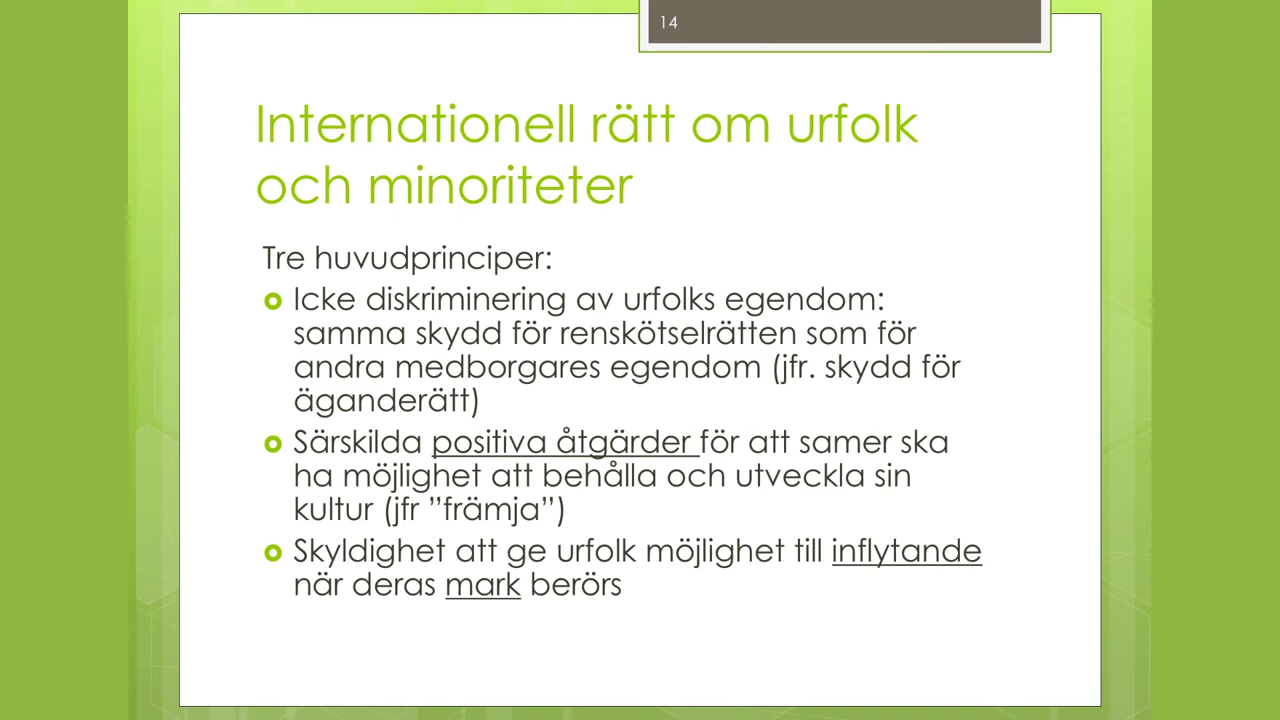 14
Internationell rätt om urfolk
och minoriteter
Tre huvudprinciper:
Icke diskriminering av urfolks egendom:
samma skydd för renskötselrätten som för
andra medborgares egendom (jfr. skydd för
äganderätt)
Särskilda positiva åtgärder för att samer ska
ha möjlighet att behålla och utveckla sin
kultur (jfr ”främja”)
Skyldighet att ge urfolk möjlighet till inflytande
när deras mark berörs